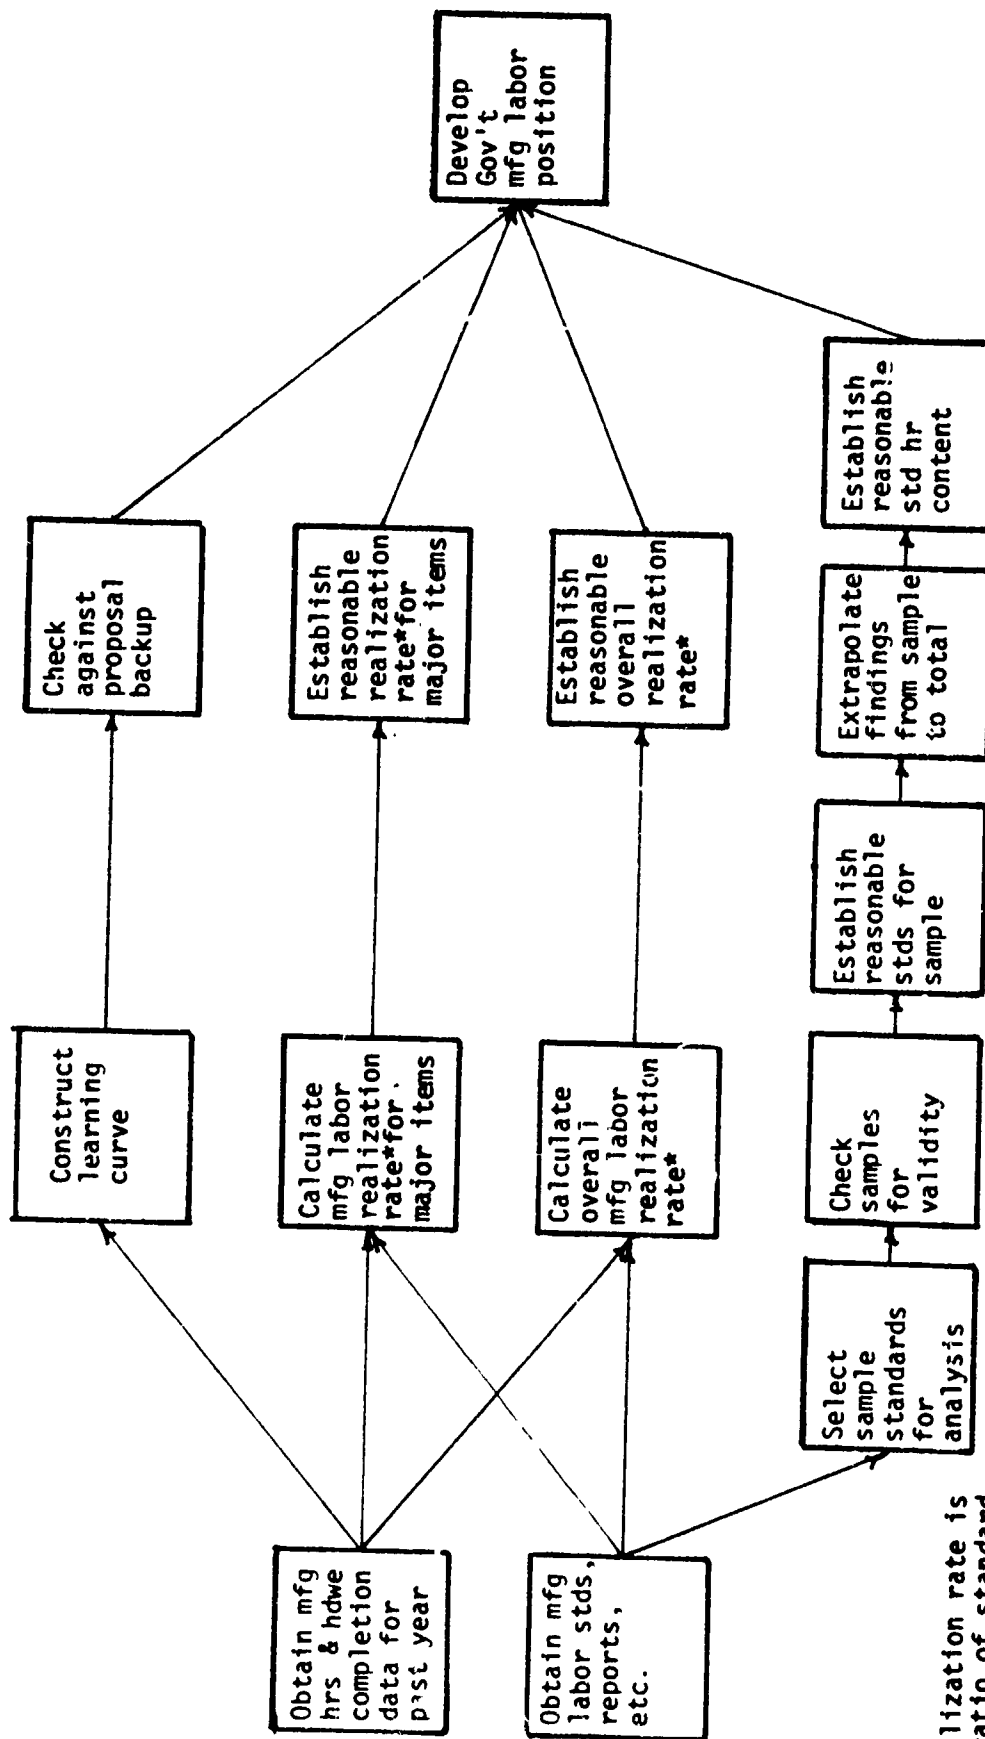 Obtain mfg
hrs & hdwe
completion
data for
past year
Obtain mfg
labor stds,
reports,
etc.
Construct
learning
curve
Calculate
mfg labor
realization
rate*for
major items
Calculate
overall
mfg labor
realization
rate*
Select
sample
standards
for
analysis
Check
samples
for
validity
Establish
reasonable
stds for
sample
Extrapolate
findings
from sample
to total
Establish
reasonable
std hr
content
Check
against
proposal
backup
Establish
reasonable
realization
rate*for
major items
Establish
reasonable
overall
realization
rate*
Develop
Gov't
mfg labor
position
lization rate is
atio of standard